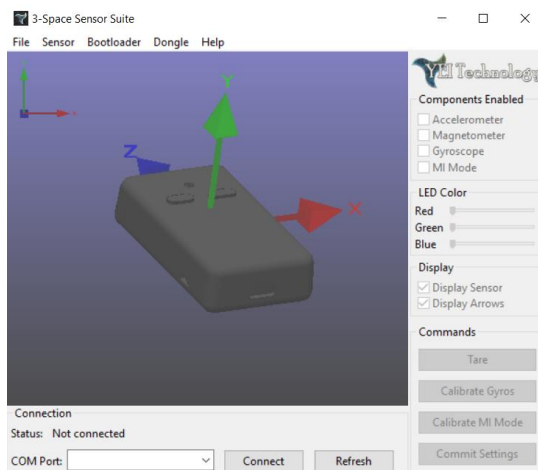 3-Space Sensor Suite
File Sensor Bootloader Dongle Help
YEI Technology
Y
Z
X
Components Enabled
Accelerometer
Magnetometer
Gyroscope
MI Mode
LED Color
Red
Green
Blue
Display
Display Sensor
Display Arrows
Commands
Tare
Calibrate Gyros
Calibrate MI Mode
Commit Settings
Connection
Status: Not connected
COM Port: Connect Refresh